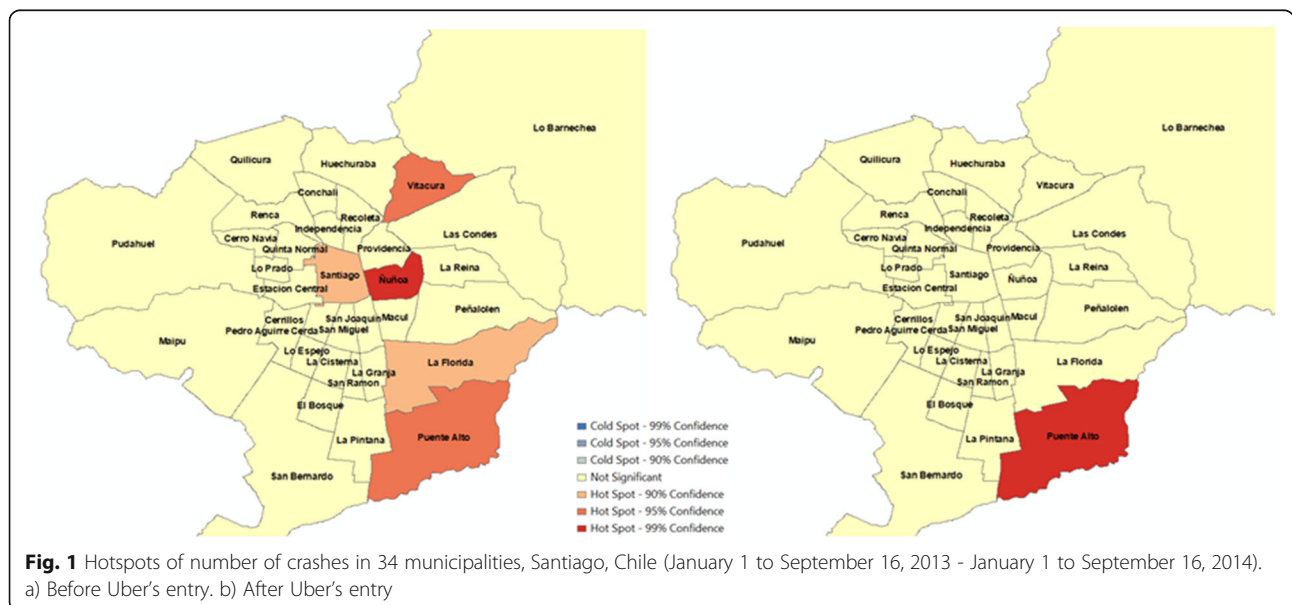 Lo Barnechea
Quilicura
Huechuraba
Vitacura
Conchali
Renca
Recoleta
Independencia
Cerro Navia
Quinta Normal
Providencia
Las Condes
Pudahuel
Lo Prado
Santiago
Ñuñoa
La Reina
Estacion Central
Peñalolen
Cerrillos
San Joaquin
Macul
Pedro Aguirre Cerda
San Miguel
Maipu
Lo Espejo
La Cisterna
La Florida
La Granja
San Ramon
El Bosque
La Pintana
Puente Alto
San Bernardo
Cold Spot - 99% Confidence
Cold Spot - 95% Confidence
Cold Spot - 90% Confidence
Not Significant
Hot Spot - 90% Confidence
Hot Spot - 95% Confidence
Hot Spot - 99% Confidence
Lo Barnechea
Quilicura
Huechuraba
Vitacura
Conchali
Renca
Recoleta
Independencia
Cerro Navia
Quinta Normal
Providencia
Las Condes
Pudahuel
Lo Prado
Santiago
Ñuñoa
La Reina
Estacion Central
Peñalolen
Cerrillos
San Joaquin
Macul
Pedro Aguirre Cerda
San Miguel
Maipu
Lo Espejo
La Cisterna
La Florida
La Granja
San Ramon
El Bosque
La Pintana
Puente Alto
San Bernardo
Fig. 1 Hotspots of number of crashes in 34 municipalities, Santiago, Chile (January 1 to September 16, 2013 - January 1 to September 16, 2014).
a) Before Uber's entry. b) After Uber's entry